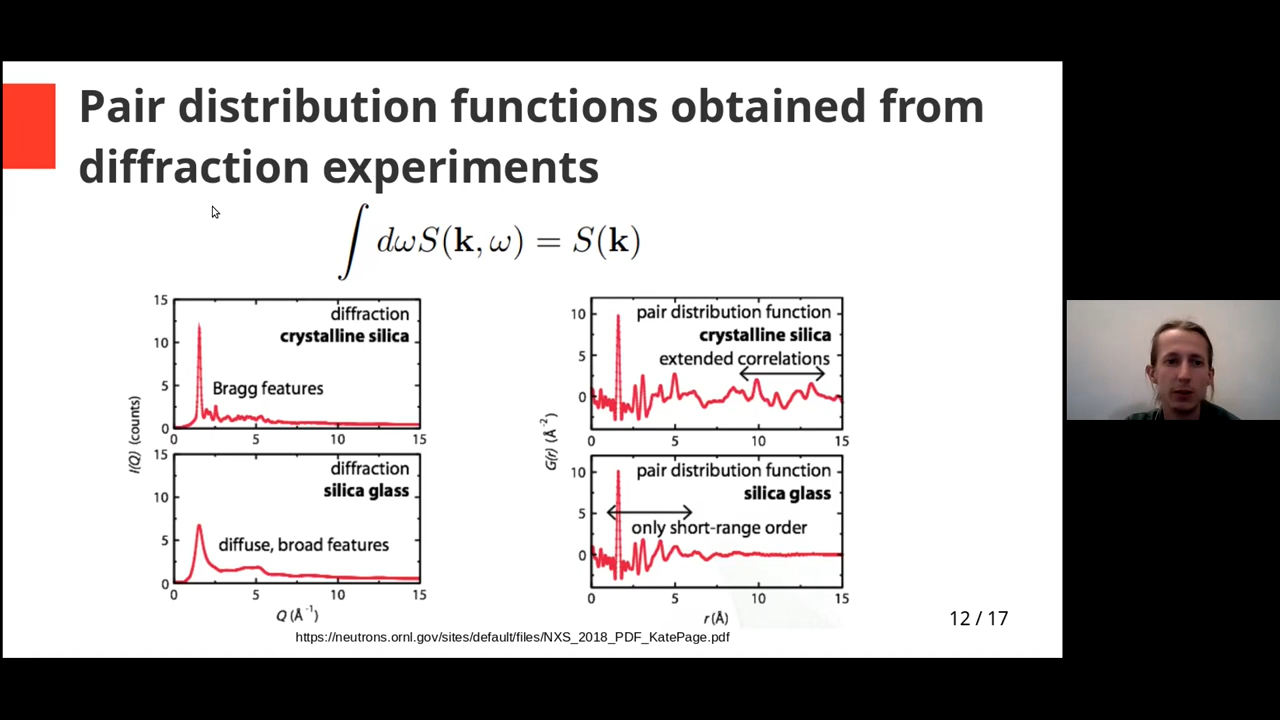 Pair distribution functions obtained from
diffraction experiments
∫ dωS(k, ω) = S(k)
15
10
5
0
0
5
10
15
diffraction
crystalline silica
Bragg features
15
10
5
0
0
5
10
15
diffraction
silica glass
diffuse, broad features
I(Q) (counts)
Q (Å⁻¹)
10
5
0
0
5
10
15
pair distribution function
crystalline silica
extended correlations
10
5
0
0
5
10
15
pair distribution function
silica glass
only short-range order
G(r) (Å⁻²)
r (Å)
12 / 17
https://neutrons.ornl.gov/sites/default/files/NXS_2018_PDF_KatePage.pdf